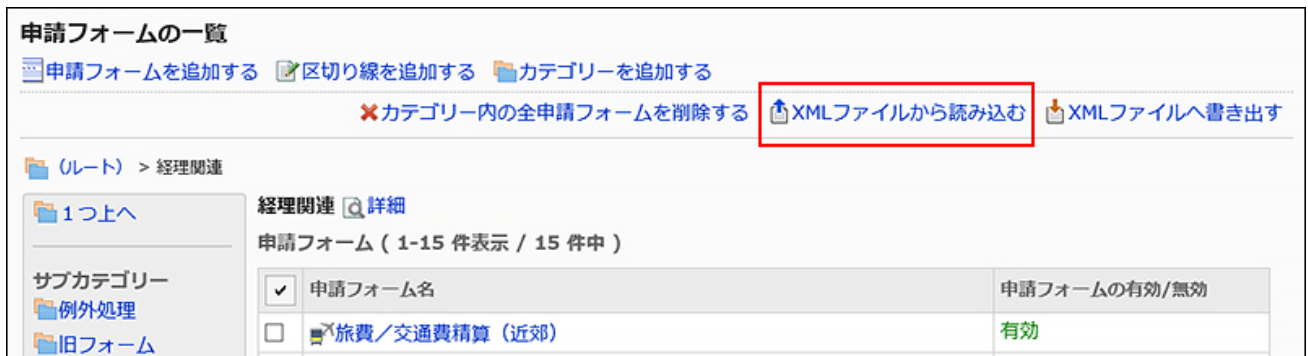 申請フォームの一覧
申請フォームを追加する 区切り線を追加する カテゴリーを追加する
カテゴリー内の全申請フォームを削除する XMLファイルから読み込む XMLファイルへ書き出す
（ルート） > 経理関連
1つ上へ
サブカテゴリー
例外処理
旧フォーム
経理関連 詳細
申請フォーム ( 1-15 件表示 / 15 件中 )
申請フォーム名 申請フォームの有効/無効
旅費／交通費精算（近郊） 有効